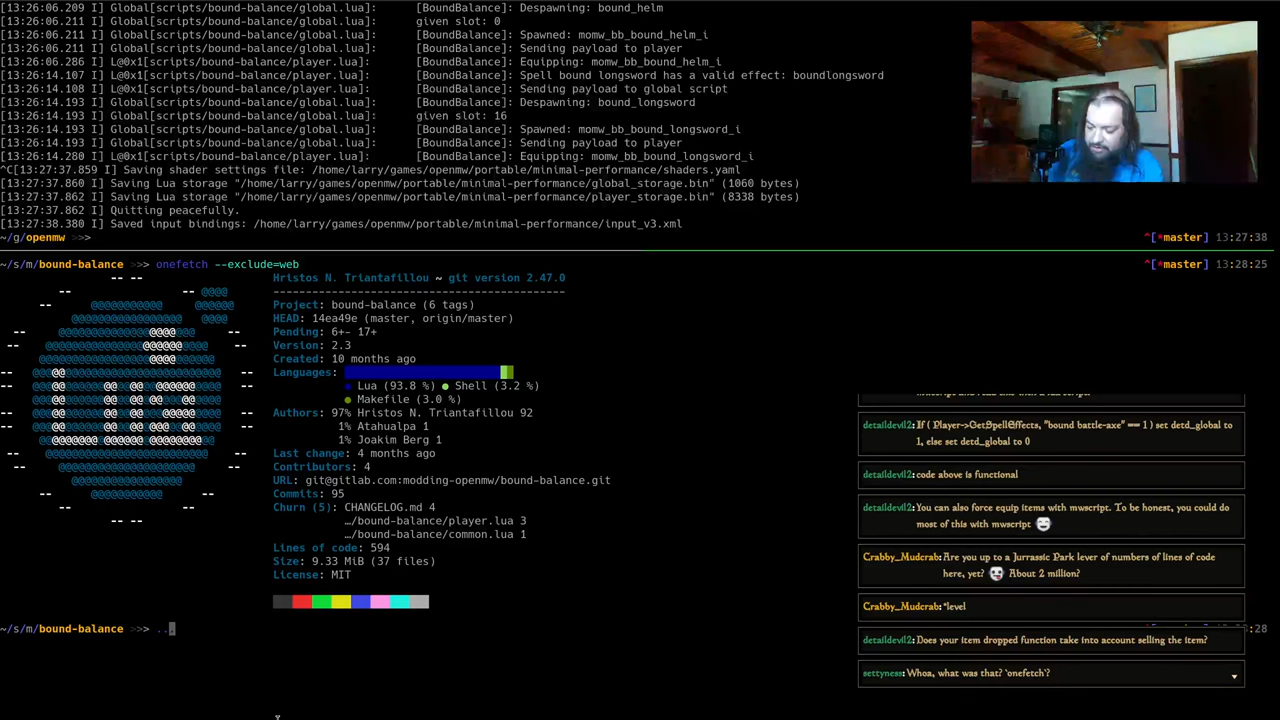 [13:26:06.209 I] Global[scripts/bound-balance/global.lua]: [BoundBalance]: Despawning: bound_helm
[13:26:06.211 I] Global[scripts/bound-balance/global.lua]: given slot: 0
[13:26:06.211 I] Global[scripts/bound-balance/global.lua]: [BoundBalance]: Spawned: momw_bb_bound_helm_i
[13:26:06.211 I] Global[scripts/bound-balance/global.lua]: [BoundBalance]: Sending payload to player
[13:26:06.286 I] L@0x1[scripts/bound-balance/player.lua]: [BoundBalance]: Equipping: momw_bb_bound_helm_i
[13:26:14.107 I] L@0x1[scripts/bound-balance/player.lua]: [BoundBalance]: Spell bound longsword has a valid effect: boundlongsword
[13:26:14.108 I] L@0x1[scripts/bound-balance/player.lua]: [BoundBalance]: Sending payload to global script
[13:26:14.193 I] Global[scripts/bound-balance/global.lua]: [BoundBalance]: Despawning: bound_longsword
[13:26:14.193 I] Global[scripts/bound-balance/global.lua]: given slot: 16
[13:26:14.193 I] Global[scripts/bound-balance/global.lua]: [BoundBalance]: Spawned: momw_bb_bound_longsword_i
[13:26:14.193 I] Global[scripts/bound-balance/global.lua]: [BoundBalance]: Sending payload to player
[13:26:14.280 I] L@0x1[scripts/bound-balance/player.lua]: [BoundBalance]: Equipping: momw_bb_bound_longsword_i
^C[13:27:37.859 I] Saving shader settings file: /home/larry/games/openmw/portable/minimal-performance/shaders.yaml
[13:27:37.860 I] Saving Lua storage "/home/larry/games/openmw/portable/minimal-performance/global_storage.bin" (1060 bytes)
[13:27:37.862 I] Saving Lua storage "/home/larry/games/openmw/portable/minimal-performance/player_storage.bin" (8338 bytes)
[13:27:37.862 I] Quitting peacefully.
[13:27:38.380 I] Saved input bindings: /home/larry/games/openmw/portable/minimal-performance/input_v3.xml
~/g/openmw >>> ^[*master] 13:27:38
~/s/m/bound-balance >>> onefetch --exclude=web ^[*master] 13:28:25
Hristos N. Triantafillou ~ git version 2.47.0
Project: bound-balance (6 tags)
HEAD: 14ea49e (master, origin/master)
Pending: 6+- 17+
Version: 2.3
Created: 10 months ago
Languages:
Lua (93.8 %) Shell (3.2 %)
Makefile (3.0 %)
Authors: 97% Hristos N. Triantafillou 92
1% Atahualpa 1
1% Joakim Berg 1
Last change: 4 months ago
Contributors: 4
URL: git@gitlab.com:modding-openmw/bound-balance.git
Commits: 95
Churn (5): CHANGELOG.md 4
…/bound-balance/player.lua 3
…/bound-balance/common.lua 1
Lines of code: 594
Size: 9.33 MiB (37 files)
License: MIT
~/s/m/bound-balance >>> .. :28
detaildevil2: If ( Player->GetSpellEffects, "bound battle-axe" == 1 ) set detd_global to
1, else set detd_global to 0
detaildevil2: code above is functional
detaildevil2: You can also force equip items with mwscript. To be honest, you could do
most of this with mwscript
Crabby_Mudcrab: Are you up to a Jurrassic Park lever of numbers of lines of code
here, yet? About 2 million?
Crabby_Mudcrab: *level
detaildevil2: Does your item dropped function take into account selling the item?
settyness: Whoa, what was that? `onefetch`?